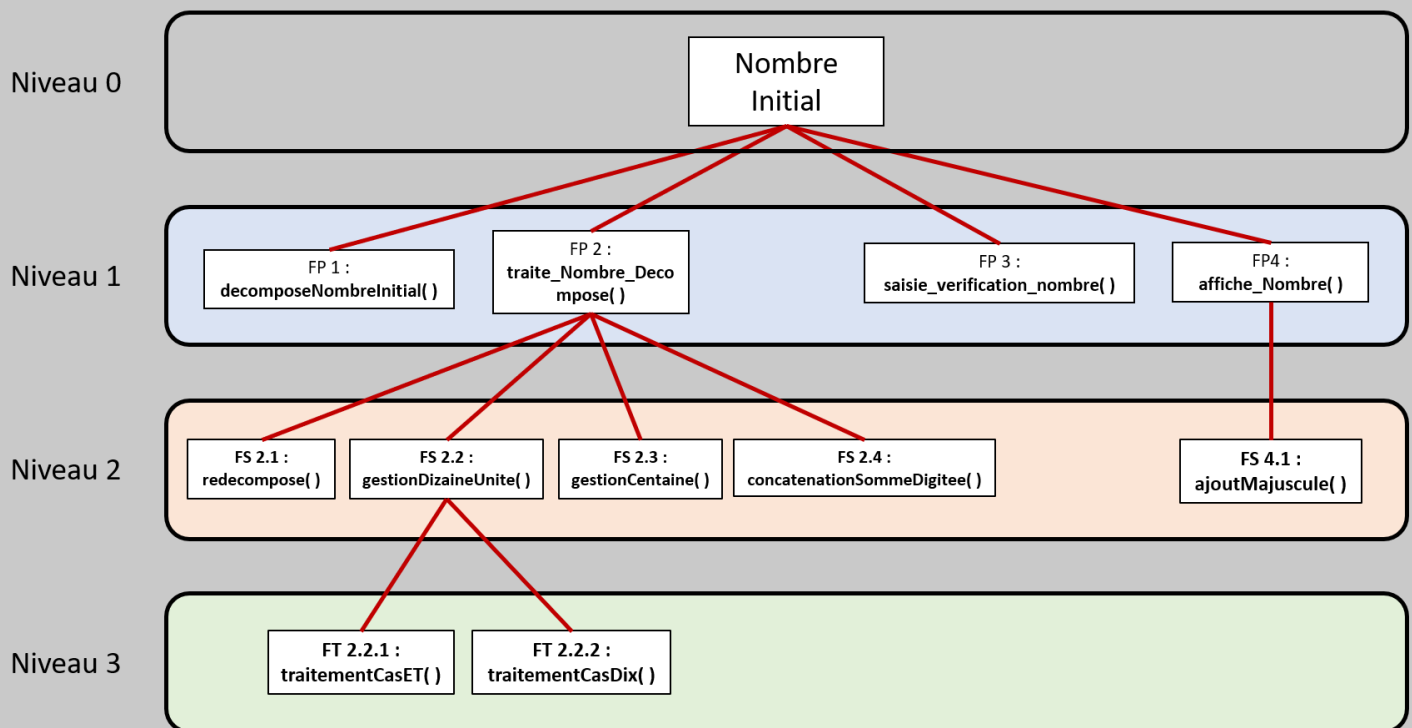 Niveau 0
Nombre
Initial
Niveau 1
FP 1 :
decomposeNombreInitial( )
FP 2 :
traite_Nombre_Deco
mpose( )
FP 3 :
saisie_verification_nombre( )
FP4 :
affiche_Nombre( )
Niveau 2
FS 2.1 :
redecompose( )
FS 2.2 :
gestionDizaineUnite( )
FS 2.3 :
gestionCentaine( )
FS 2.4 :
concatenationSommeDigitee( )
FS 4.1 :
ajoutMajuscule( )
Niveau 3
FT 2.2.1 :
traitementCasET( )
FT 2.2.2 :
traitementCasDix( )